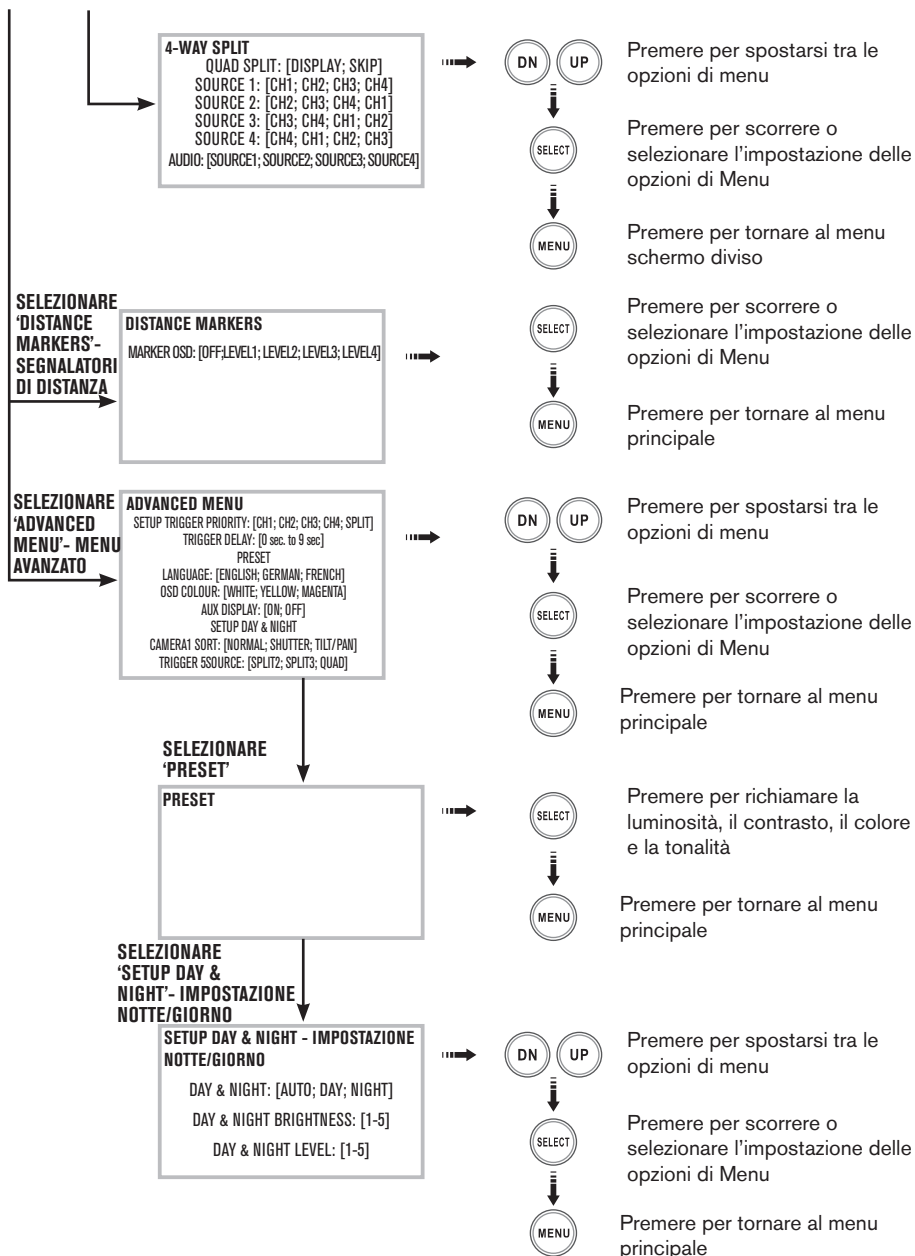 4-WAY SPLIT
QUAD SPLIT: [DISPLAY; SKIP]
SOURCE 1: [CH1; CH2; CH3; CH4]
SOURCE 2: [CH2; CH3; CH4; CH1]
SOURCE 3: [CH3; CH4; CH1; CH2]
SOURCE 4: [CH4; CH1; CH2; CH3]
AUDIO: [SOURCE1; SOURCE2; SOURCE3; SOURCE4]
DN UP
Premere per spostarsi tra le
opzioni di menu
SELECT
Premere per scorrere o
selezionare l'impostazione delle
opzioni di Menu
MENU
Premere per tornare al menu
schermo diviso
SELEZIONARE
'DISTANCE
MARKERS'-
SEGNALATORI
DI DISTANZA
DISTANCE MARKERS
MARKER OSD: [OFF;LEVEL1; LEVEL2; LEVEL3; LEVEL4]
SELECT
Premere per scorrere o
selezionare l'impostazione delle
opzioni di Menu
MENU
Premere per tornare al menu
principale
SELEZIONARE
'ADVANCED
MENU'- MENU
AVANZATO
ADVANCED MENU
SETUP TRIGGER PRIORITY: [CH1; CH2; CH3; CH4; SPLIT]
TRIGGER DELAY: [0 sec. to 9 sec]
PRESET
LANGUAGE: [ENGLISH; GERMAN; FRENCH]
OSD COLOUR: [WHITE; YELLOW; MAGENTA]
AUX DISPLAY: [ON; OFF]
SETUP DAY & NIGHT
CAMERA1 SORT: [NORMAL; SHUTTER; TILT/PAN]
TRIGGER 5SOURCE: [SPLIT2; SPLIT3; QUAD]
DN UP
Premere per spostarsi tra le
opzioni di menu
SELECT
Premere per scorrere o
selezionare l'impostazione delle
opzioni di Menu
MENU
Premere per tornare al menu
principale
SELEZIONARE
'PRESET'
PRESET
SELECT
Premere per richiamare la
luminosità, il contrasto, il colore
e la tonalità
MENU
Premere per tornare al menu
principale
SELEZIONARE
'SETUP DAY &
NIGHT'- IMPOSTAZIONE
NOTTE/GIORNO
SETUP DAY & NIGHT - IMPOSTAZIONE
NOTTE/GIORNO
DAY & NIGHT: [AUTO; DAY; NIGHT]
DAY & NIGHT BRIGHTNESS: [1-5]
DAY & NIGHT LEVEL: [1-5]
DN UP
Premere per spostarsi tra le
opzioni di menu
SELECT
Premere per scorrere o
selezionare l'impostazione delle
opzioni di Menu
MENU
Premere per tornare al menu
principale